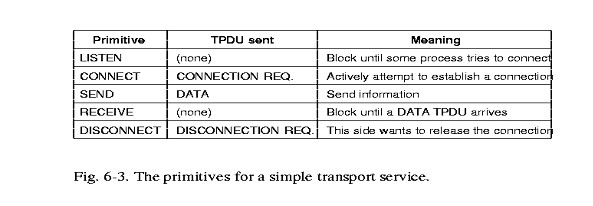 Primitive TPDU sent Meaning
LISTEN (none) Block until some process tries to connect
CONNECT CONNECTION REQ. Actively attempt to establish a connection
SEND DATA Send information
RECEIVE (none) Block until a DATA TPDU arrives
DISCONNECT DISCONNECTION REQ. This side wants to release the connection
Fig. 6-3. The primitives for a simple transport service.